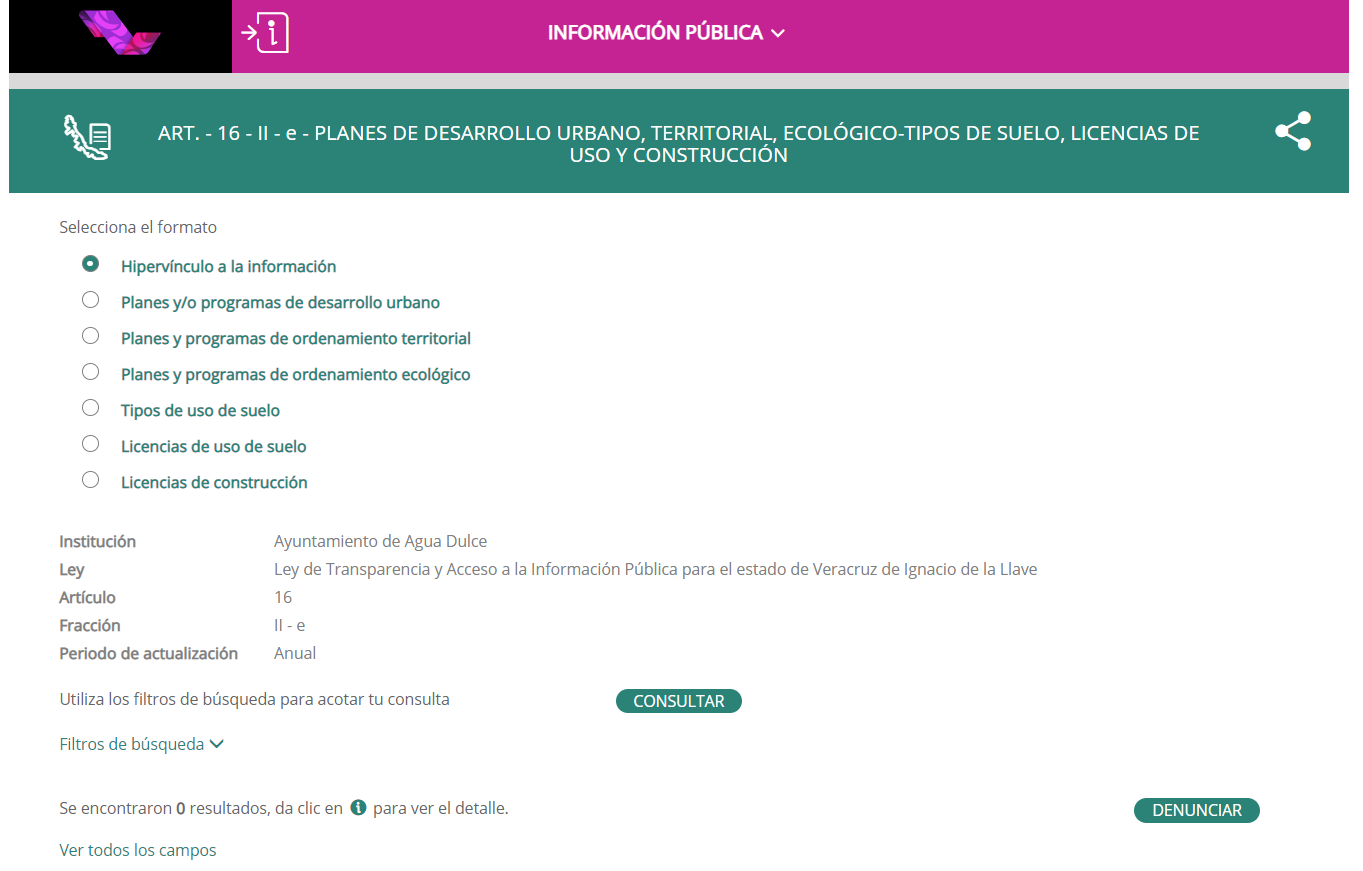 INFORMACIÓN PÚBLICA
ART. - 16 - II - e - PLANES DE DESARROLLO URBANO, TERRITORIAL, ECOLÓGICO-TIPOS DE SUELO, LICENCIAS DE
USO Y CONSTRUCCIÓN
Selecciona el formato
Hipervínculo a la información
Planes y/o programas de desarrollo urbano
Planes y programas de ordenamiento territorial
Planes y programas de ordenamiento ecológico
Tipos de uso de suelo
Licencias de uso de suelo
Licencias de construcción
Institución Ayuntamiento de Agua Dulce
Ley Ley de Transparencia y Acceso a la Información Pública para el estado de Veracruz de Ignacio de la Llave
Artículo 16
Fracción II - e
Periodo de actualización Anual
Utiliza los filtros de búsqueda para acotar tu consulta CONSULTAR
Filtros de búsqueda
Se encontraron 0 resultados, da clic en i para ver el detalle. DENUNCIAR
Ver todos los campos